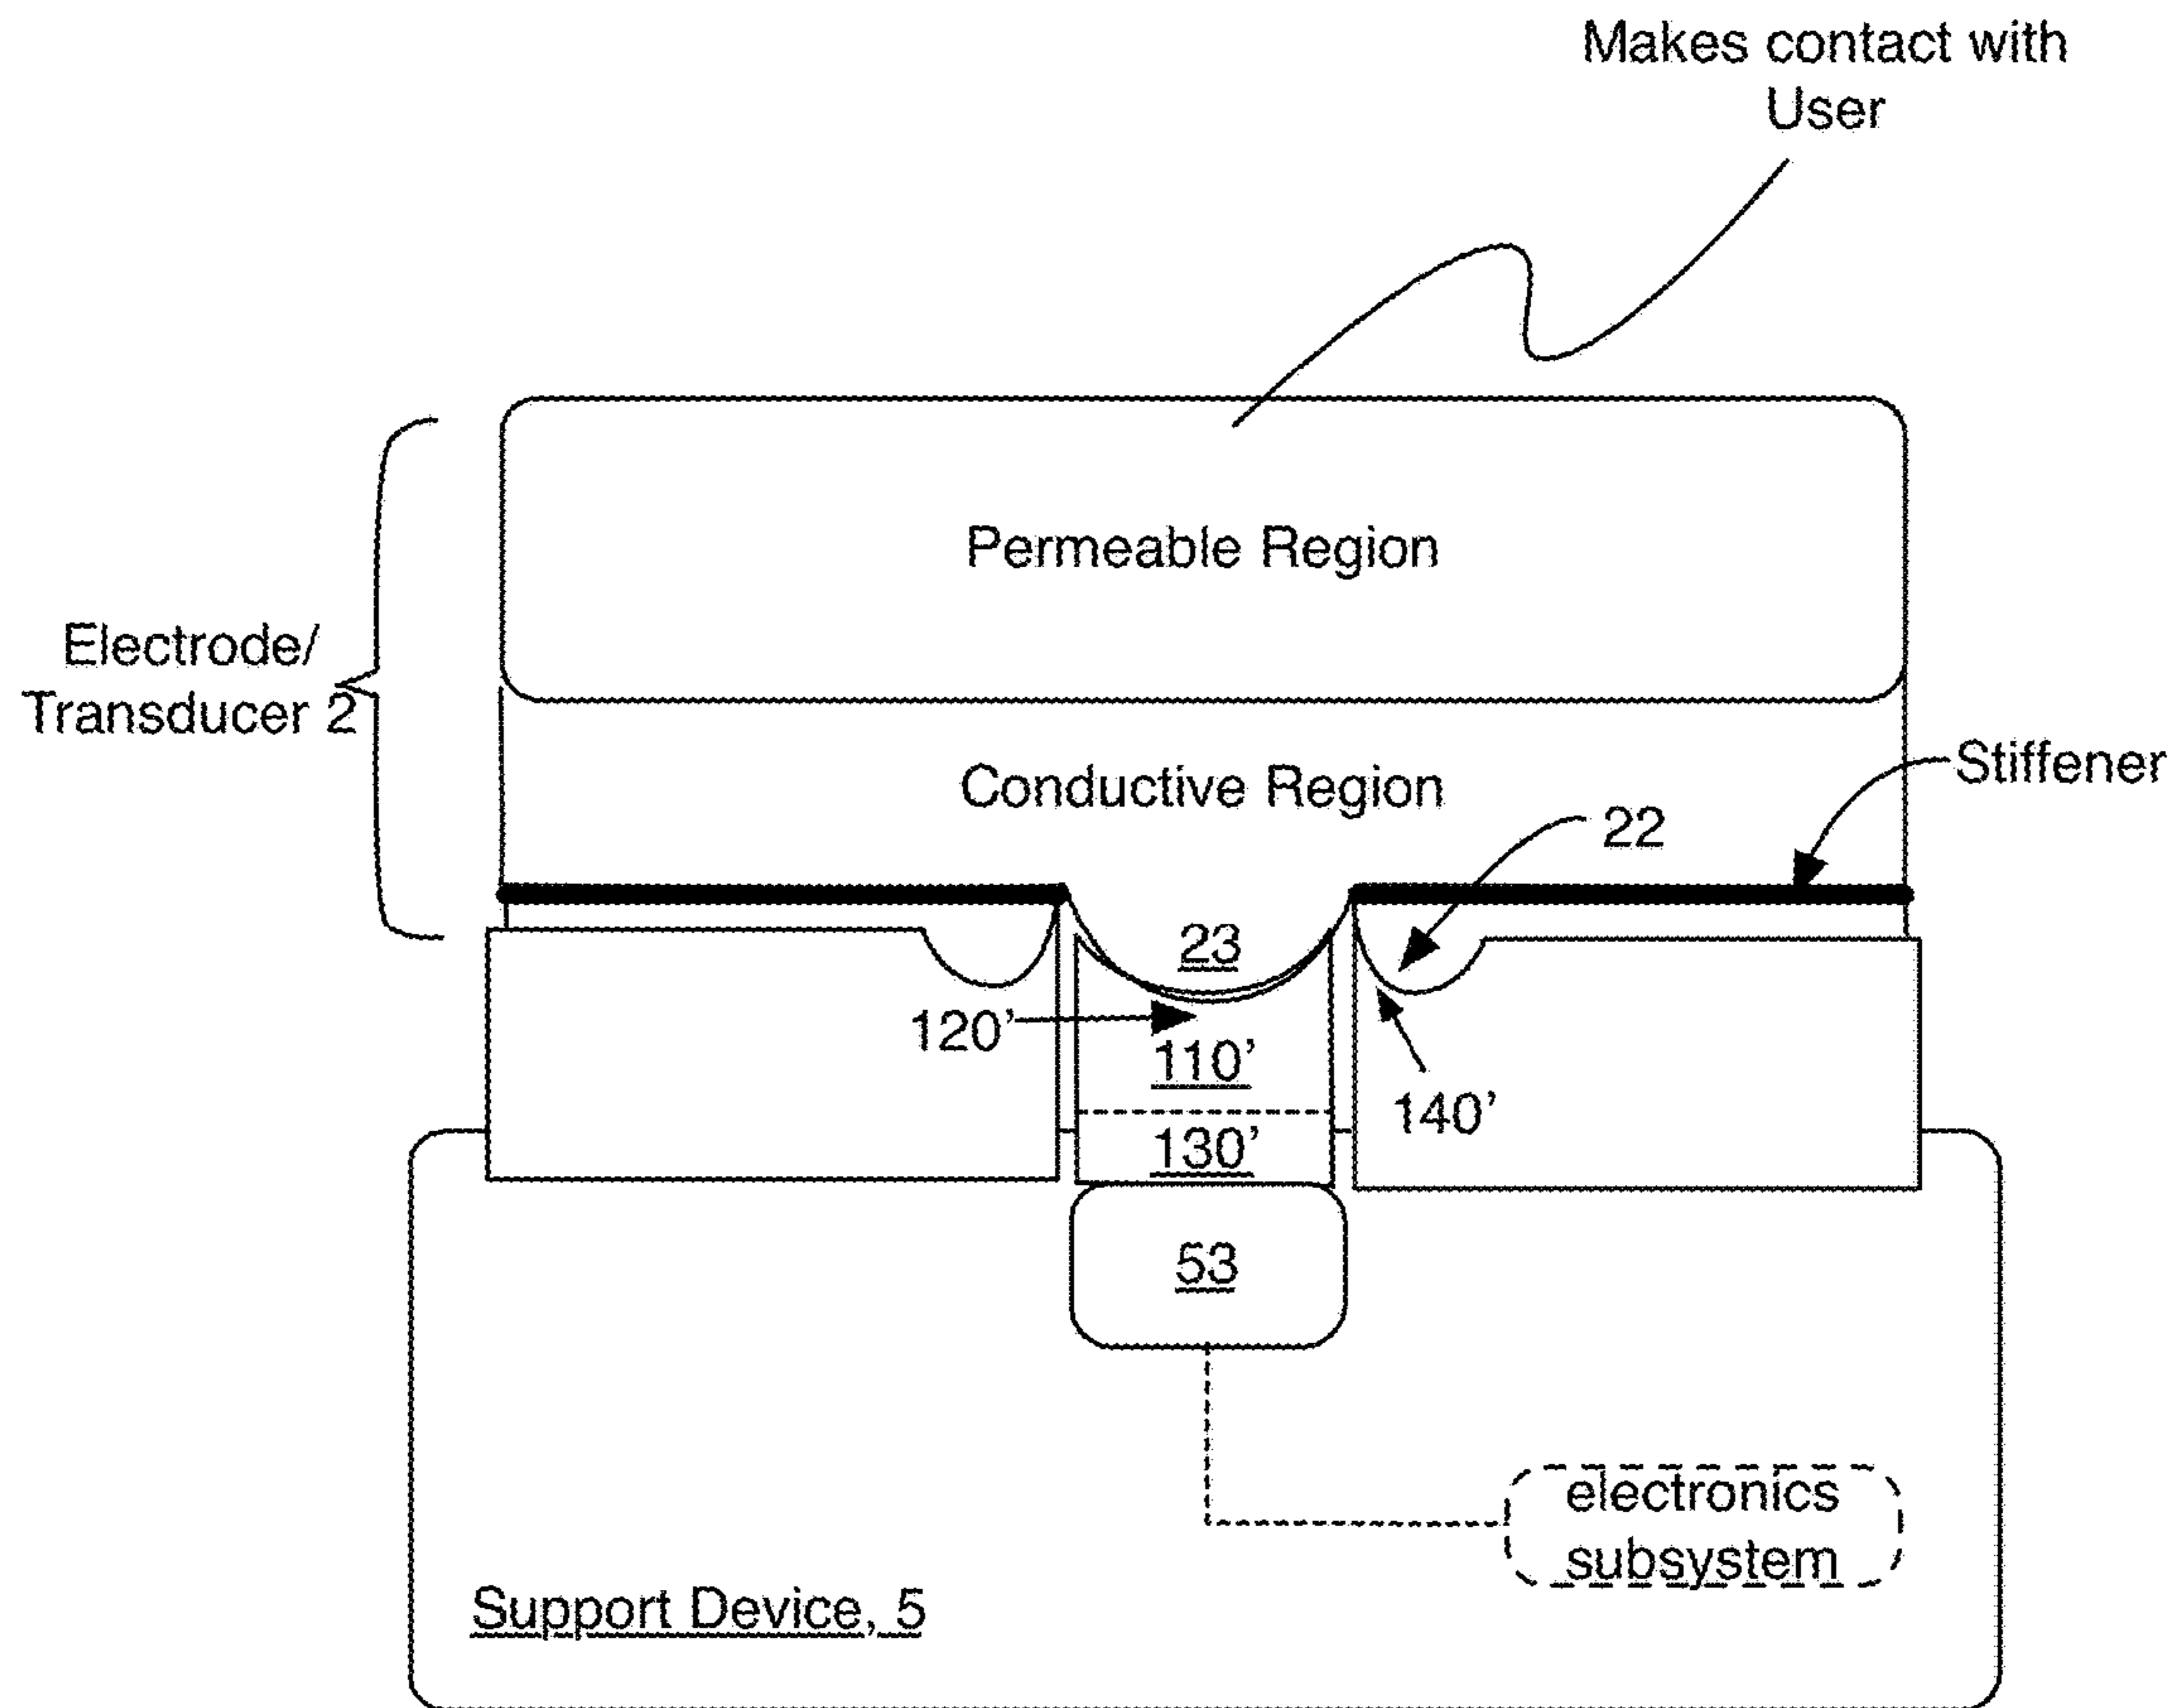 Makes contact with
User
Permeable Region
Electrode/
Transducer 2
Conductive Region
Stiffener
22
23
120’
110’
140’
130’
53
electronics
subsystem
Support Device, 5